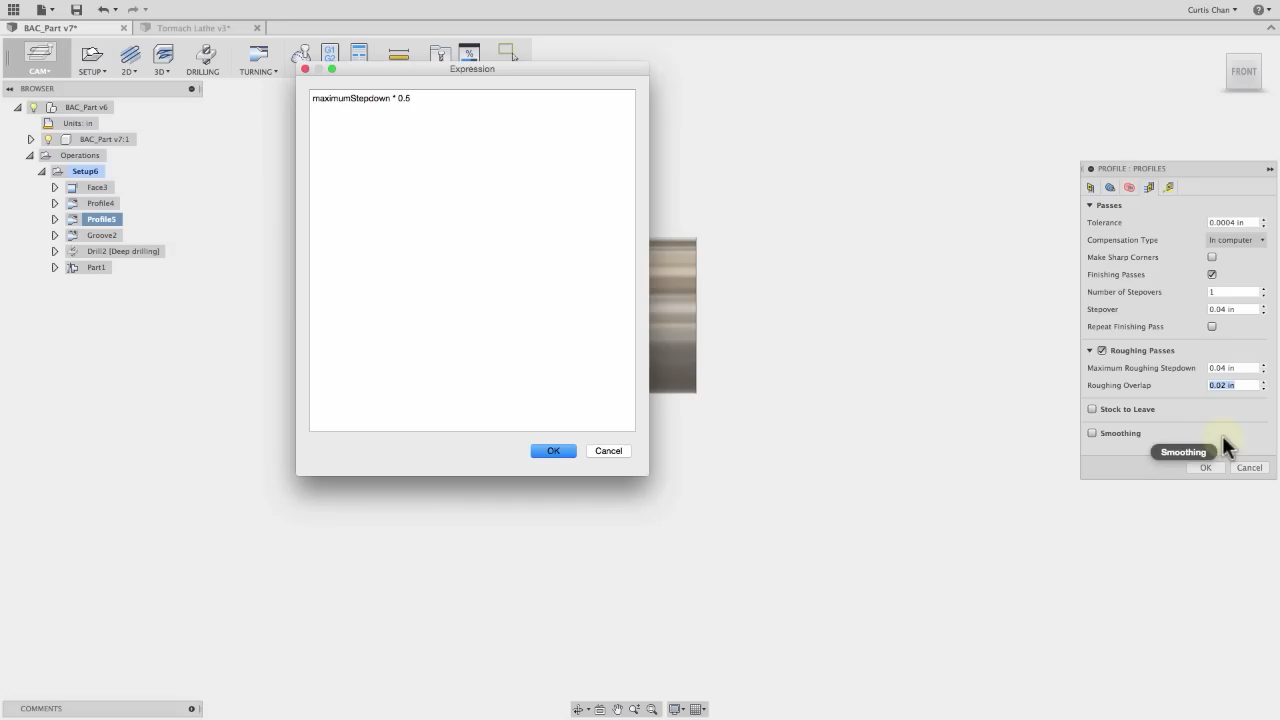 Curtis Chan
BAC_Part v7*
Tormach Lathe v3*
CAM
SETUP
2D
3D
DRILLING
TURNING
G1
G2
%
BROWSER
BAC_Part v6
Units: in
BAC_Part v7:1
Operations
Setup6
Face3
Profile4
Profile5
Groove2
Drill2 [Deep drilling]
Part1
Expression
maximumStepdown * 0.5
OK
Cancel
FRONT
PROFILE : PROFILE5
Passes
Tolerance 0.0004 in
Compensation Type In computer
Make Sharp Corners
Finishing Passes
Number of Stepovers 1
Stepover 0.04 in
Repeat Finishing Pass
Roughing Passes
Maximum Roughing Stepdown 0.04 in
Roughing Overlap 0.02 in
Stock to Leave
Smoothing
Smoothing
OK Cancel
COMMENTS